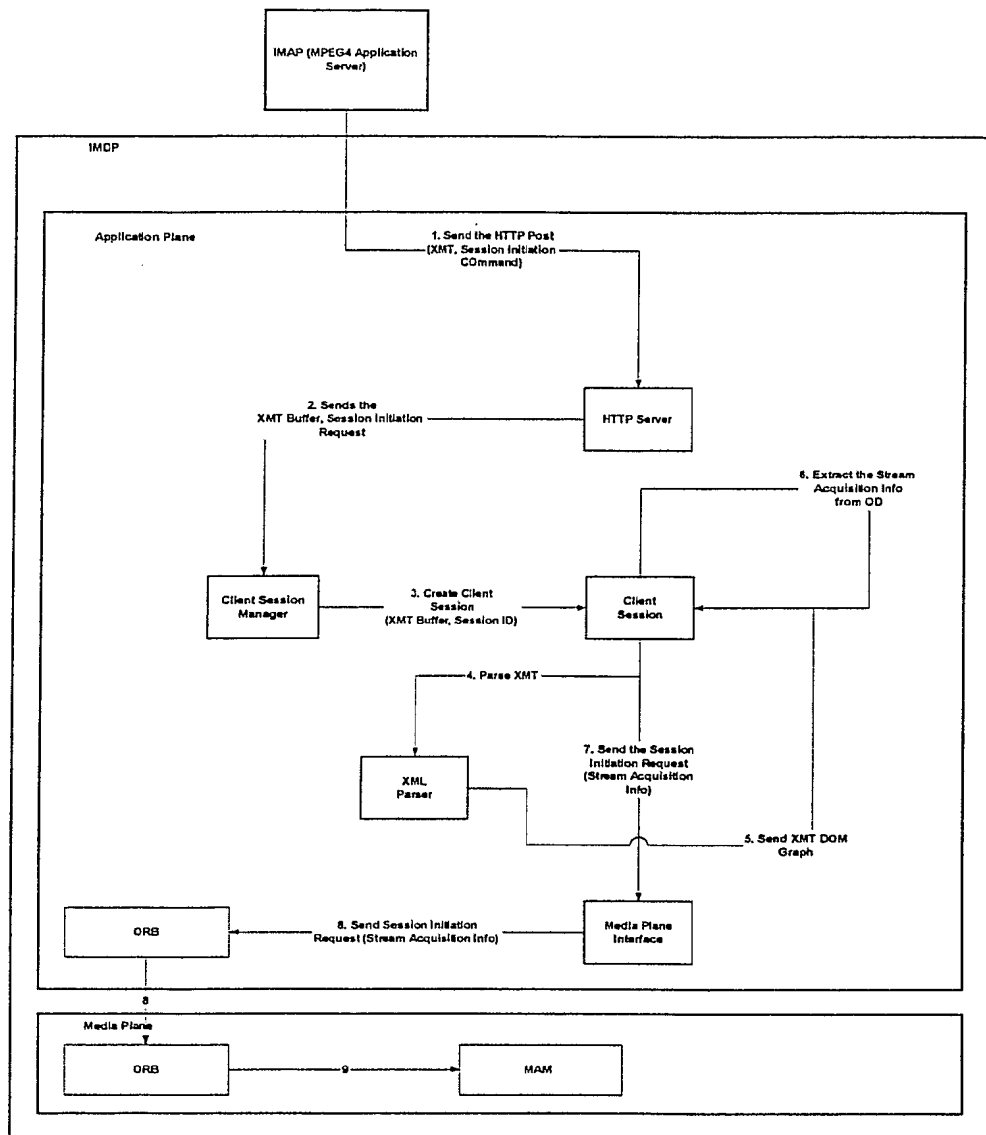 IMAP (MPEG4 Application
Server)
IMDP
Application Plane
1. Send the HTTP Post
(XMT, Session Initiation
COmmand)
HTTP Server
2. Sends the
XMT Buffer, Session Initiation
Request
6. Extract the Stream
Acquisition Info
from OD
Client Session
Manager
3. Create Client
Session
(XMT Buffer, Session ID)
Client
Session
4. Parse XMT
7. Send the Session
Initiation Request
(Stream Acquisition
Info)
XML
Parser
5. Send XMT DOM
Graph
ORB
8. Send Session Initiation
Request (Stream Acquisition Info)
Media Plane
Interface
8
Media Plane
ORB
9
MAM